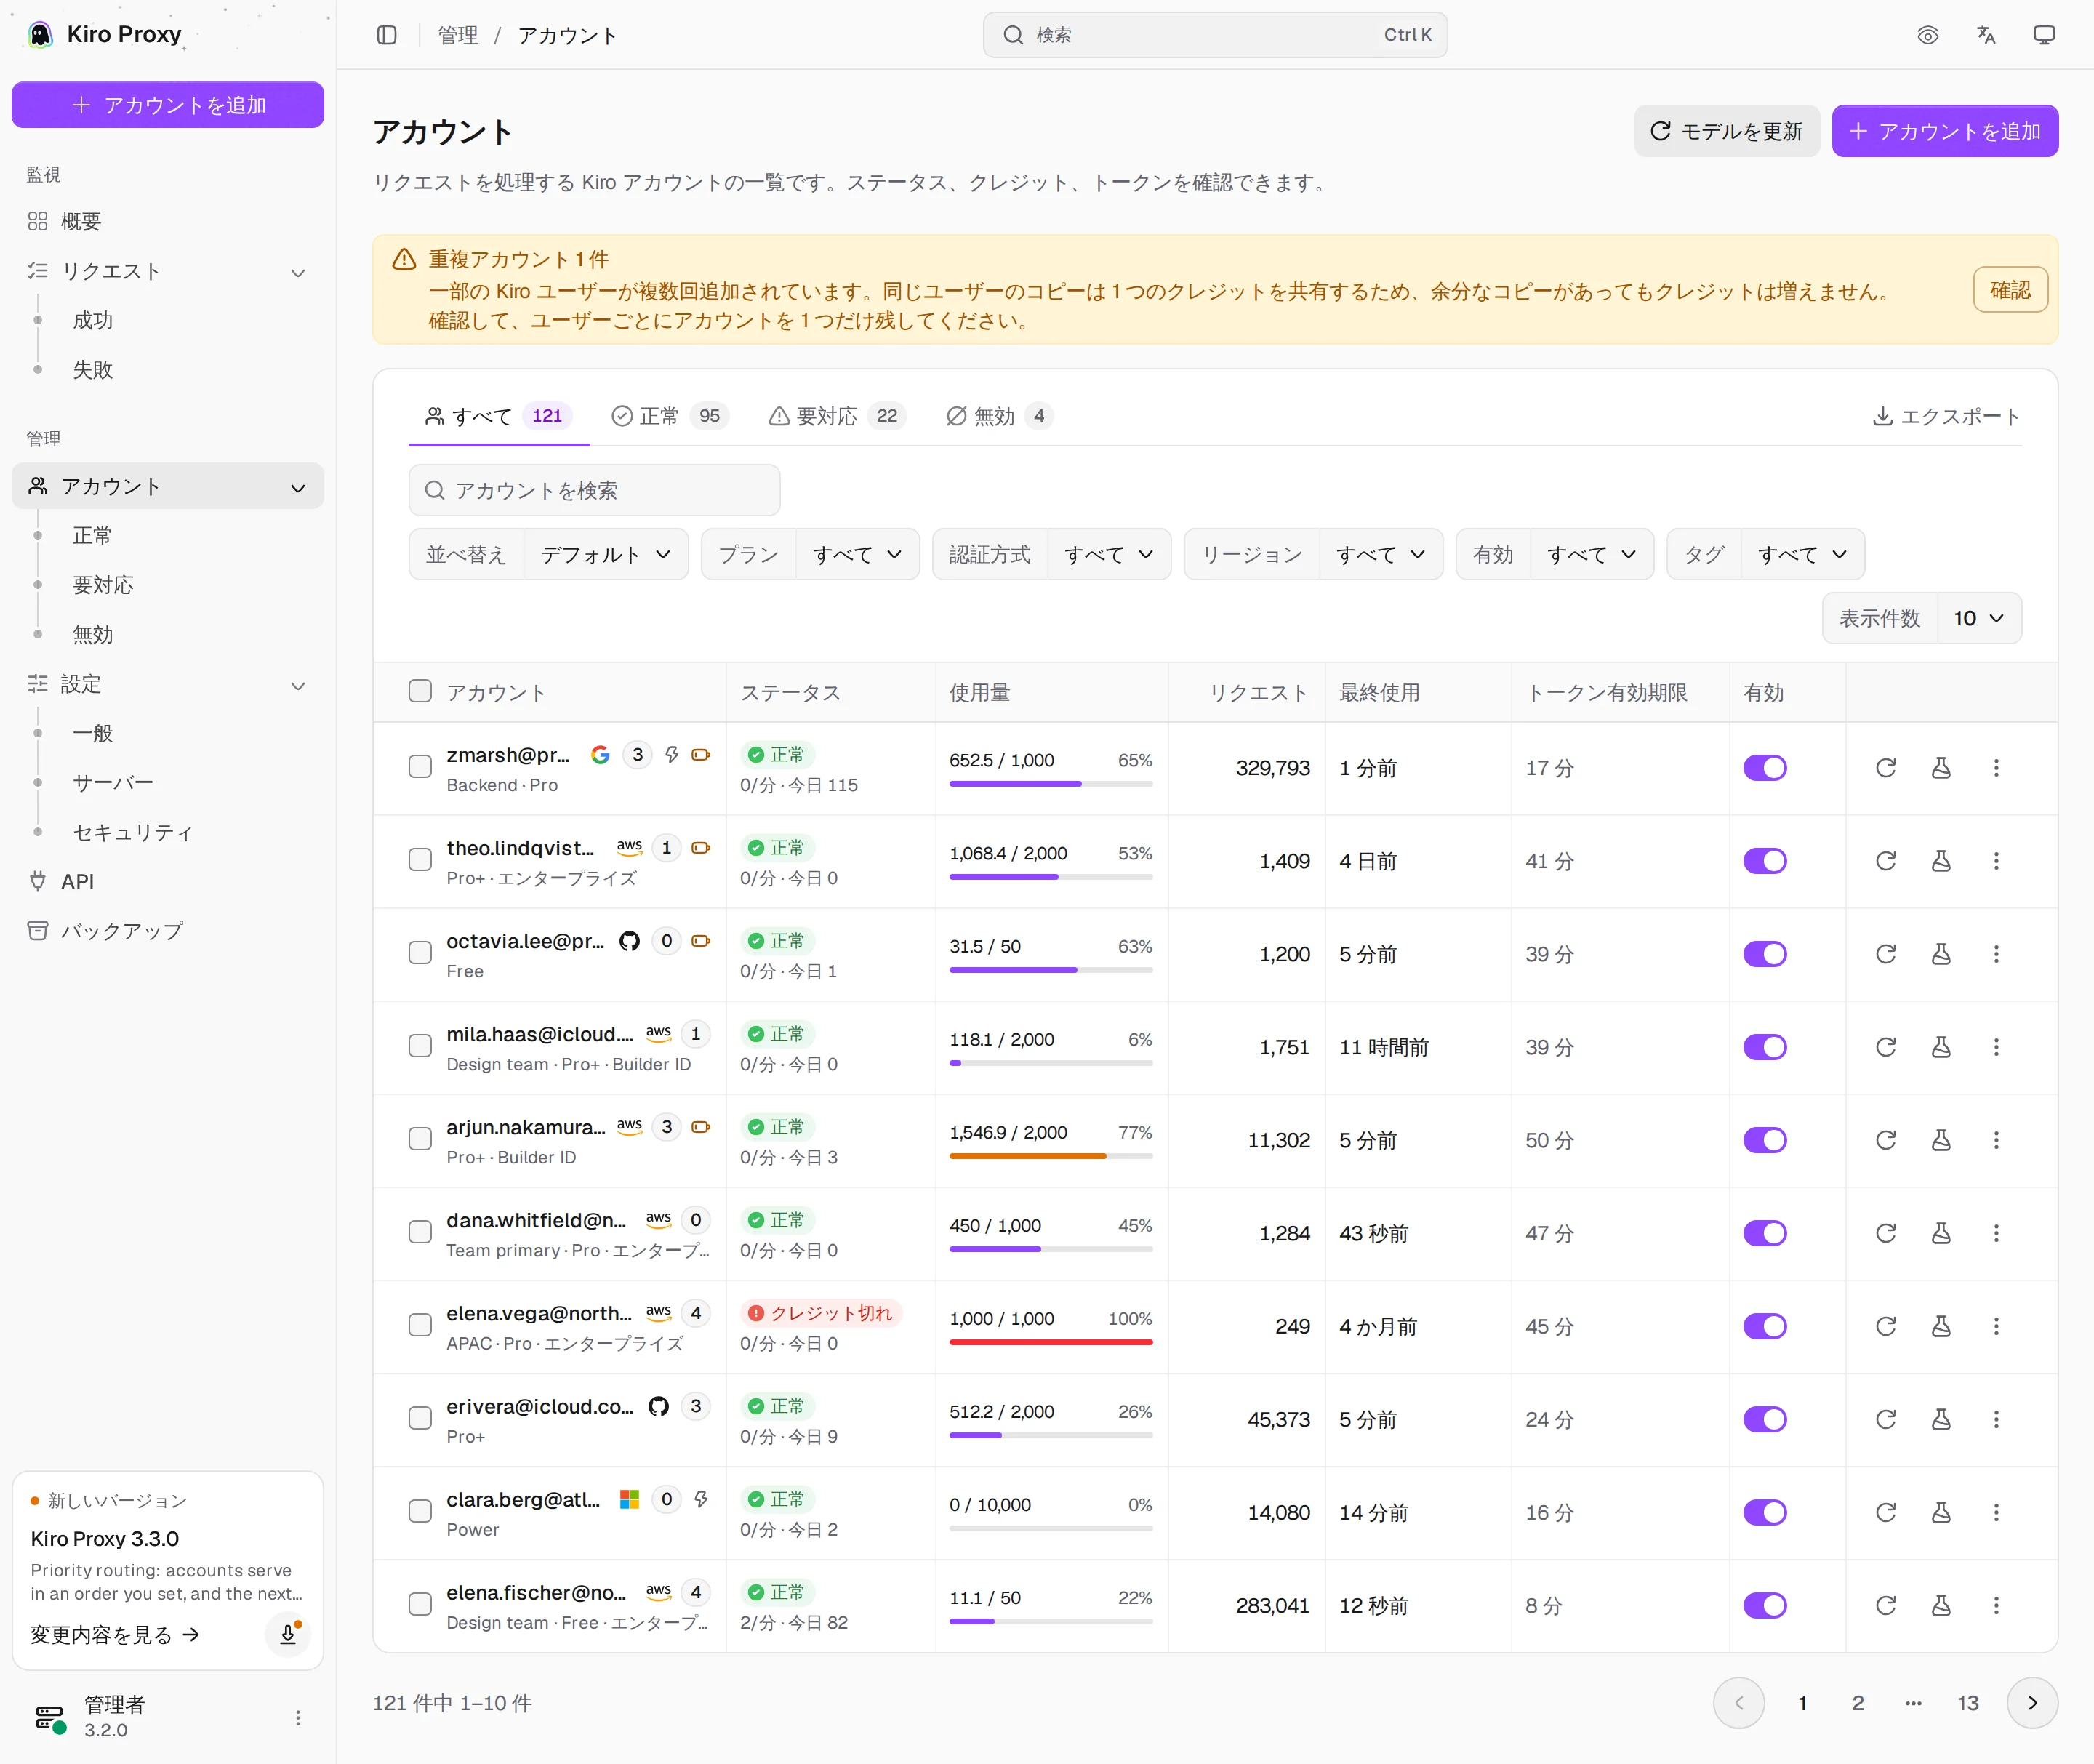 Kiro Proxy
アカウントを追加
監視
概要
リクエスト
成功
失敗
管理
アカウント
正常
要対応
無効
設定
一般
サーバー
セキュリティ
API
バックアップ
新しいバージョン
Kiro Proxy 3.3.0
Priority routing: accounts serve
in an order you set, and the next...
変更内容を見る
管理者
3.2.0
管理 / アカウント
検索 Ctrl K
アカウント
モデルを更新
アカウントを追加
リクエストを処理する Kiro アカウントの一覧です。ステータス、クレジット、トークンを確認できます。
重複アカウント 1 件
一部の Kiro ユーザーが複数回追加されています。同じユーザーのコピーは 1 つのクレジットを共有するため、余分なコピーがあってもクレジットは増えません。
確認して、ユーザーごとにアカウントを 1 つだけ残してください。
確認
すべて 121 正常 95 要対応 22 無効 4 エクスポート
アカウントを検索
並べ替え デフォルト プラン すべて 認証方式 すべて リージョン すべて 有効 すべて タグ すべて
表示件数 10
アカウント ステータス 使用量 リクエスト 最終使用 トークン有効期限 有効
zmarsh@pr... 3 正常 652.5 / 1,000 65% 329,793 1 分前 17 分
Backend · Pro 0/分 · 今日 115
theo.lindqvist... aws 1 正常 1,068.4 / 2,000 53% 1,409 4 日前 41 分
Pro+ · エンタープライズ 0/分 · 今日 0
octavia.lee@pr... 0 正常 31.5 / 50 63% 1,200 5 分前 39 分
Free 0/分 · 今日 1
mila.haas@icloud.... aws 1 正常 118.1 / 2,000 6% 1,751 11 時間前 39 分
Design team · Pro+ · Builder ID 0/分 · 今日 0
arjun.nakamura... aws 3 正常 1,546.9 / 2,000 77% 11,302 5 分前 50 分
Pro+ · Builder ID 0/分 · 今日 3
dana.whitfield@n... aws 0 正常 450 / 1,000 45% 1,284 43 秒前 47 分
Team primary · Pro · エンタープ... 0/分 · 今日 0
elena.vega@north... aws 4 クレジット切れ 1,000 / 1,000 100% 249 4 か月前 45 分
APAC · Pro · エンタープライズ 0/分 · 今日 0
erivera@icloud.co... 3 正常 512.2 / 2,000 26% 45,373 5 分前 24 分
Pro+ 0/分 · 今日 9
clara.berg@atl... 0 正常 0 / 10,000 0% 14,080 14 分前 16 分
Power 0/分 · 今日 2
elena.fischer@no... aws 4 正常 11.1 / 50 22% 283,041 12 秒前 8 分
Design team · Free · エンタープ... 2/分 · 今日 82
121 件中 1–10 件
1 2 ... 13